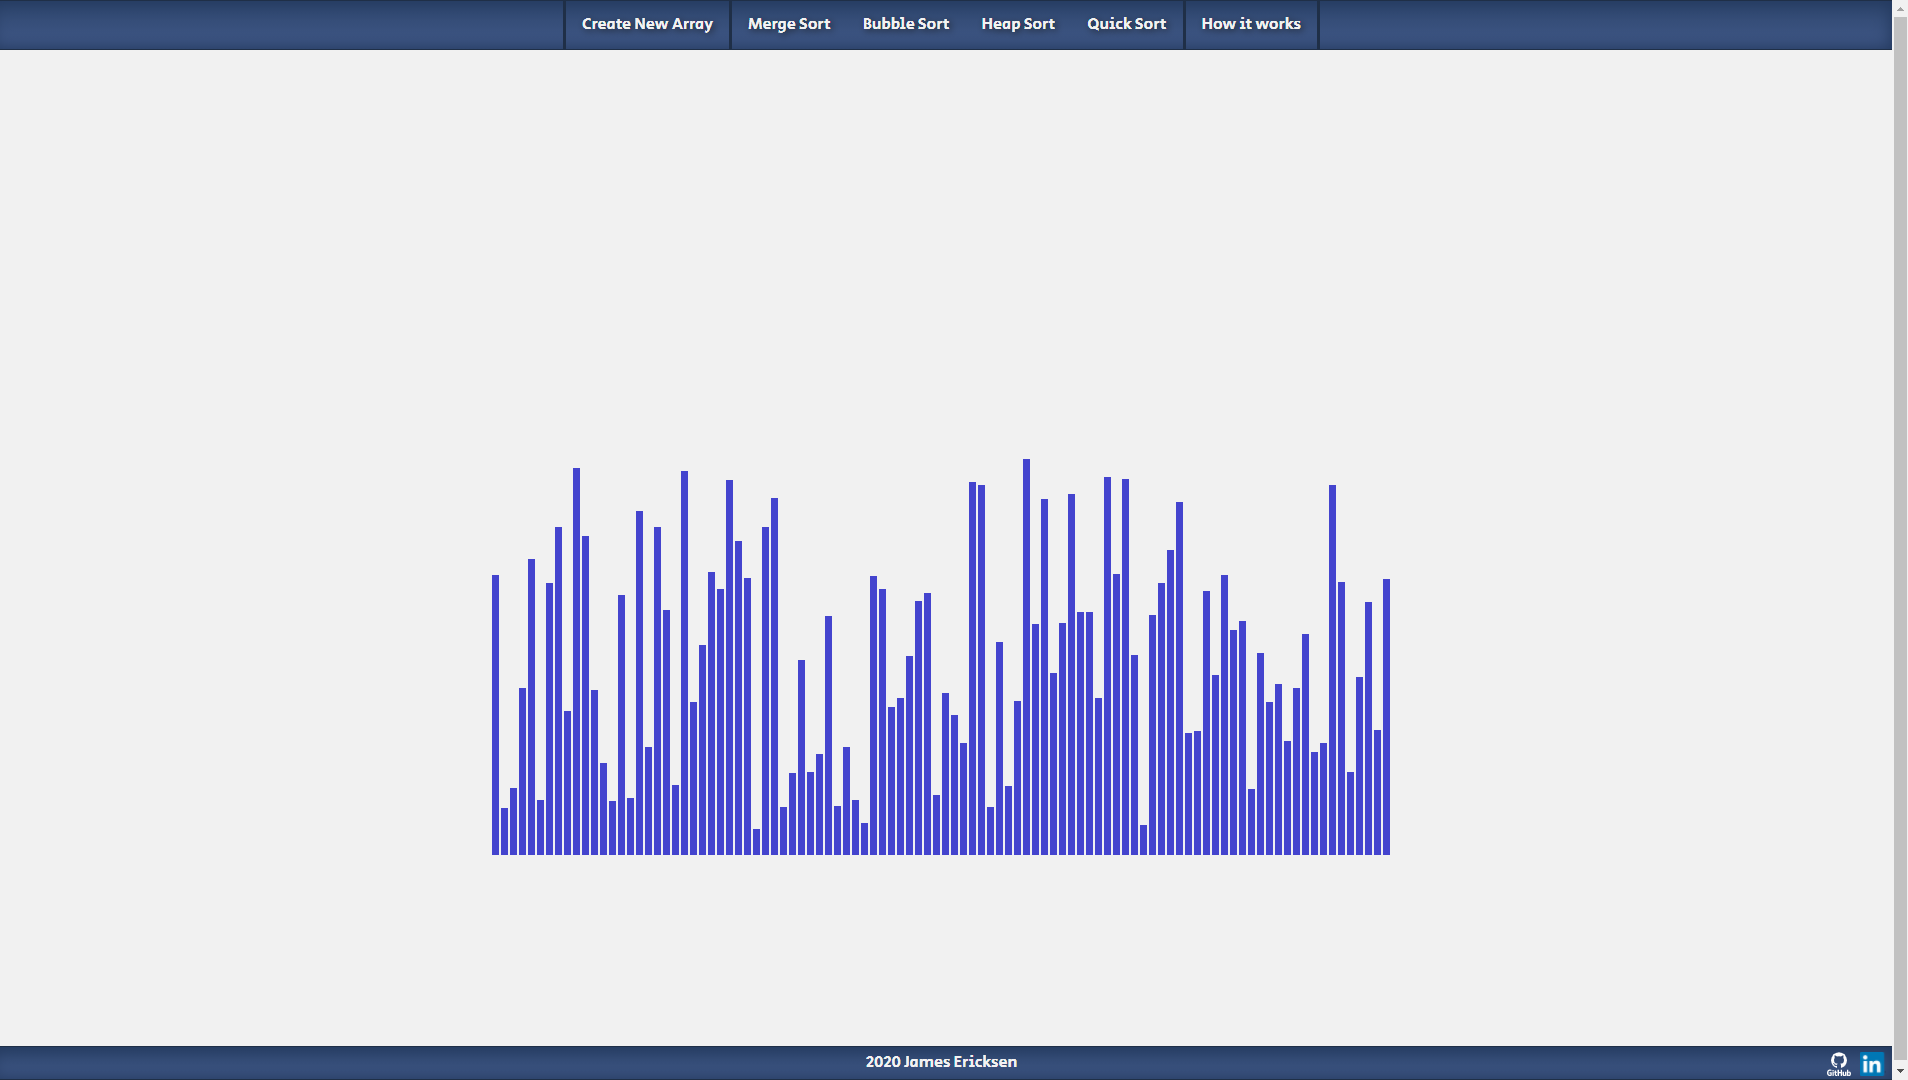 Create New Array Merge Sort Bubble Sort Heap Sort Quick Sort How it works
2020 James Ericksen
GitHub
in